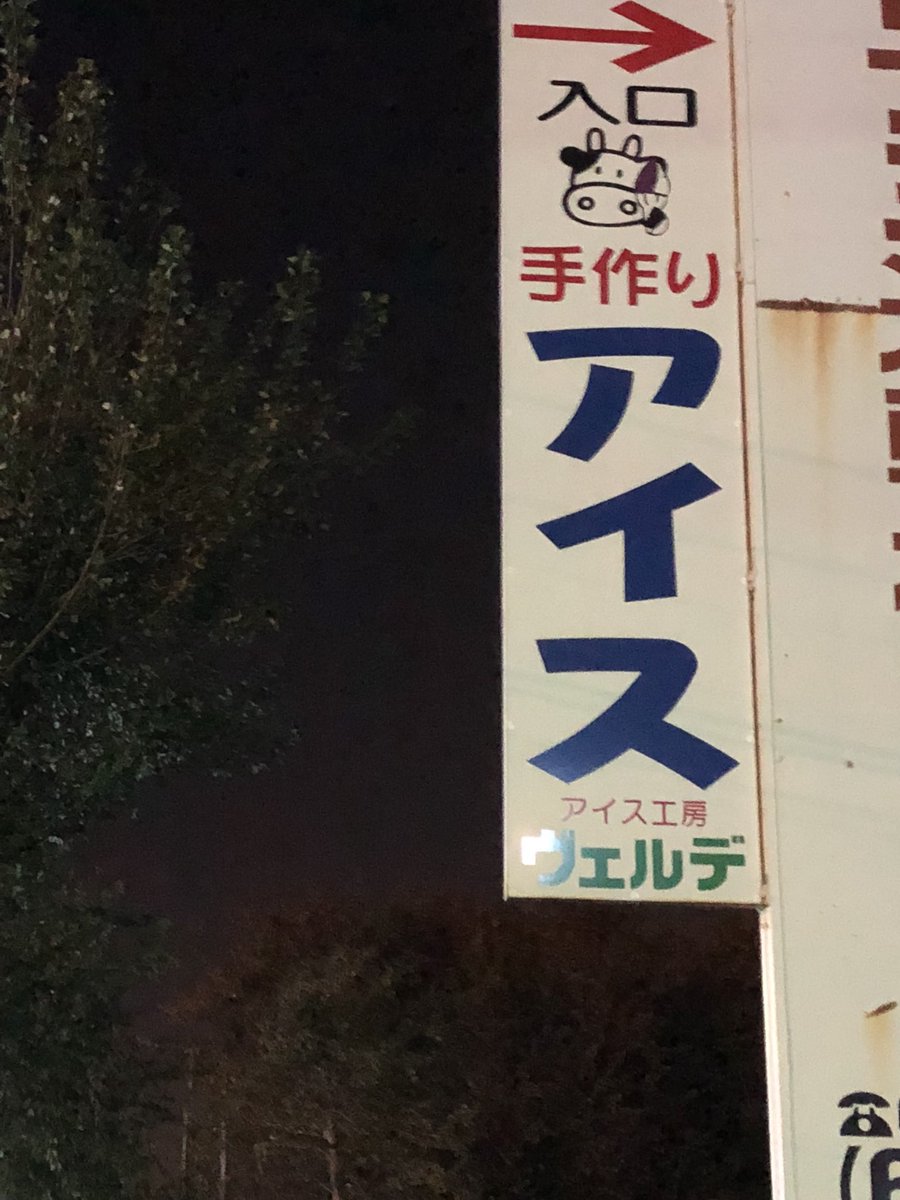 入口
手作り
アイス
アイス工房
ヴェルデ